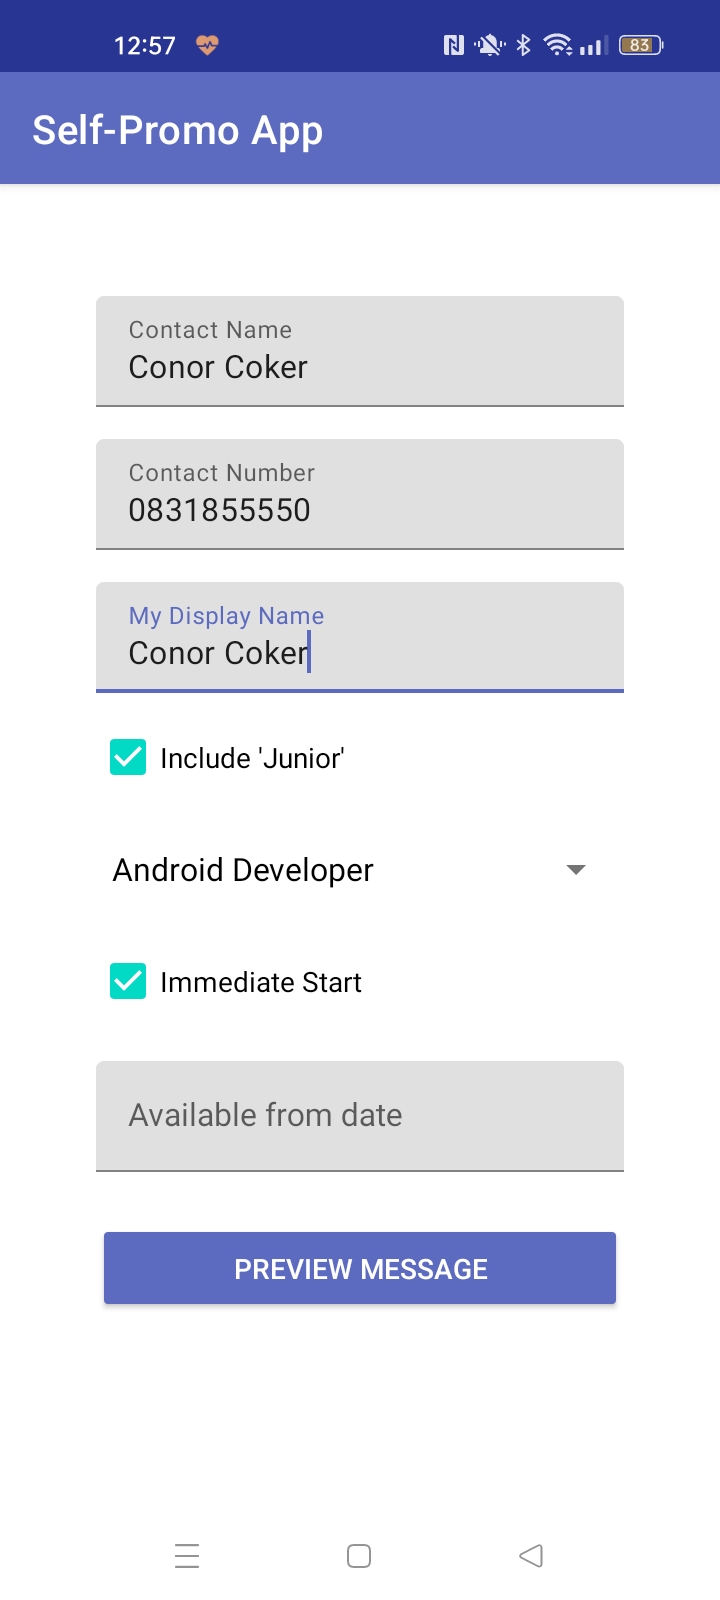 12:57
83
Self-Promo App
Contact Name
Conor Coker
Contact Number
0831855550
My Display Name
Conor Coker
Include 'Junior'
Android Developer
Immediate Start
Available from date
PREVIEW MESSAGE